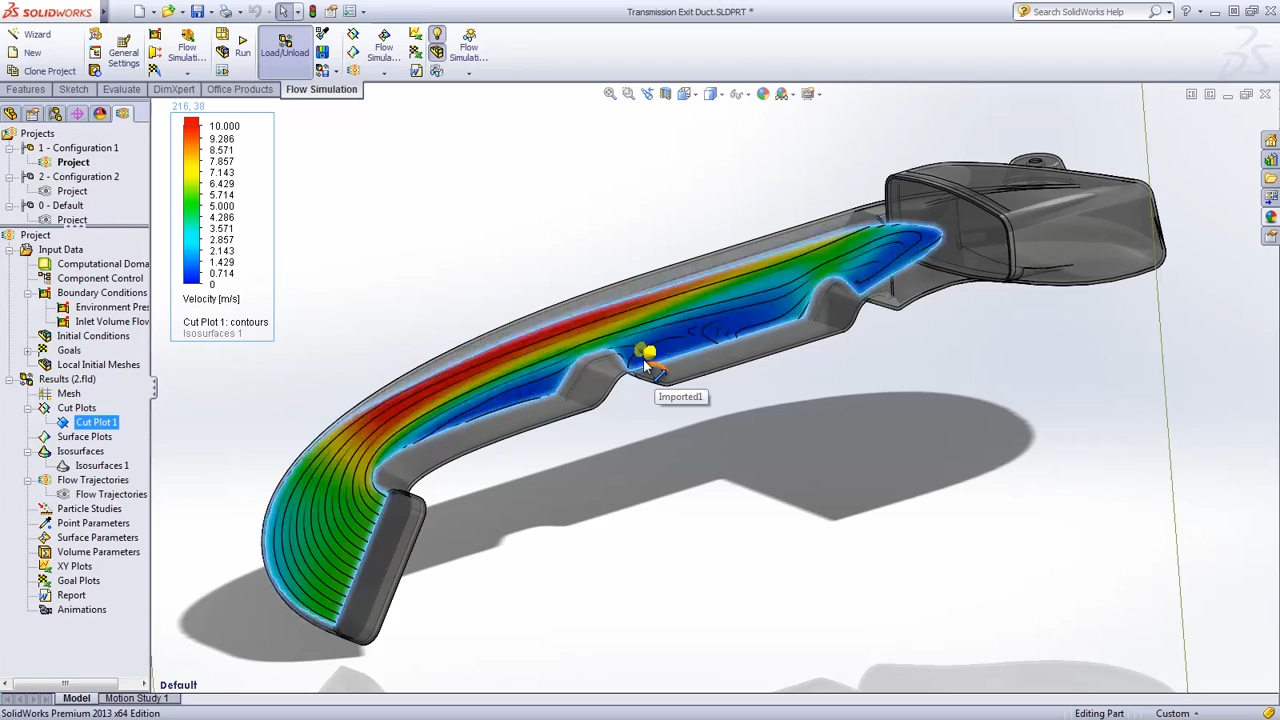 SOLIDWORKS
Transmission Exit Duct.SLDPRT *
Search SolidWorks Help
Wizard
New
Clone Project
General Settings
Flow Simulati...
Run
Load/Unload
Flow Simula...
Flow Simulati...
Features
Sketch
Evaluate
DimXpert
Office Products
Flow Simulation
Projects
1 - Configuration 1
Project
2 - Configuration 2
Project
0 - Default
Project
Project
Input Data
Computational Doma
Component Control
Boundary Conditions
Environment Pres
Inlet Volume Flov
Initial Conditions
Goals
Local Initial Meshes
Results (2.fld)
Mesh
Cut Plots
Cut Plot 1
Surface Plots
Isosurfaces
Isosurfaces 1
Flow Trajectories
Flow Trajectories
Particle Studies
Point Parameters
Surface Parameters
Volume Parameters
XY Plots
Goal Plots
Report
Animations
216, 38
10.000
9.286
8.571
7.857
7.143
6.429
5.714
5.000
4.286
3.571
2.857
2.143
1.429
0.714
0
Velocity [m/s]
Cut Plot 1: contours
Isosurfaces 1
Imported1
Default
Model
Motion Study 1
SolidWorks Premium 2013 x64 Edition
Editing Part
Custom